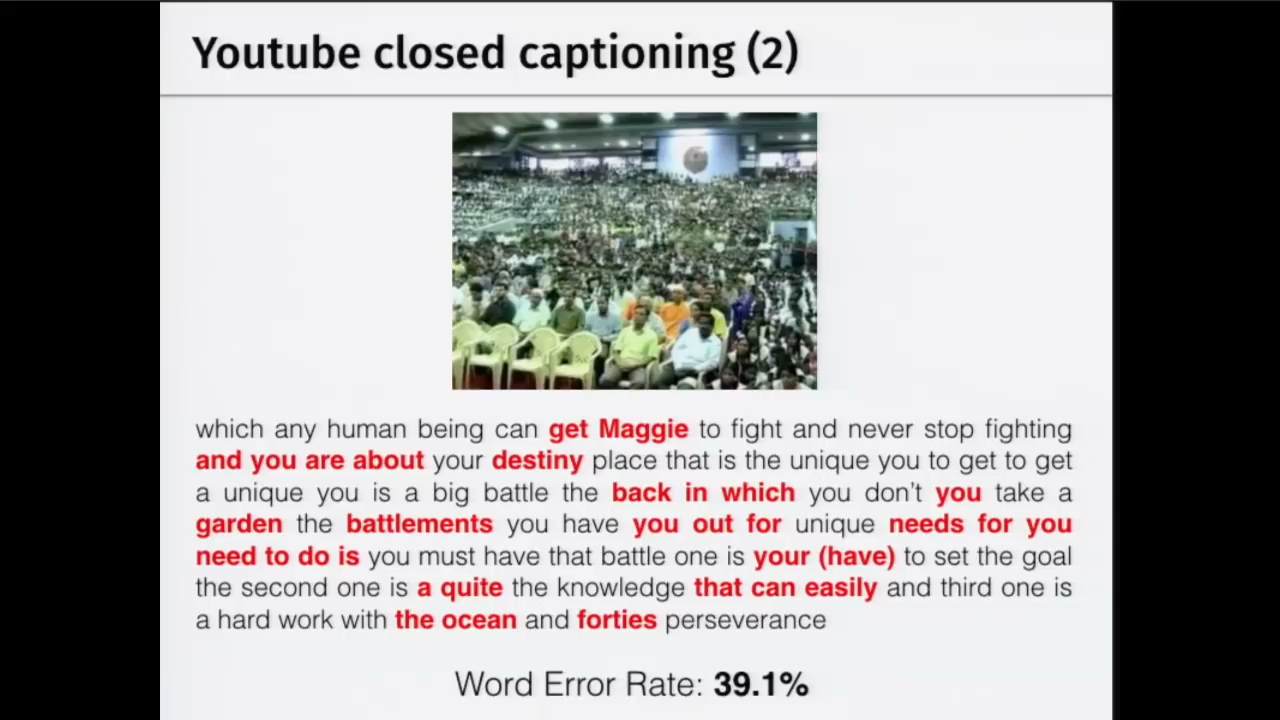 Youtube closed captioning (2)
which any human being can get Maggie to fight and never stop fighting
and you are about your destiny place that is the unique you to get to get
a unique you is a big battle the back in which you don't you take a
garden the battlements you have you out for unique needs for you
need to do is you must have that battle one is your (have) to set the goal
the second one is a quite the knowledge that can easily and third one is
a hard work with the ocean and forties perseverance
Word Error Rate: 39.1%